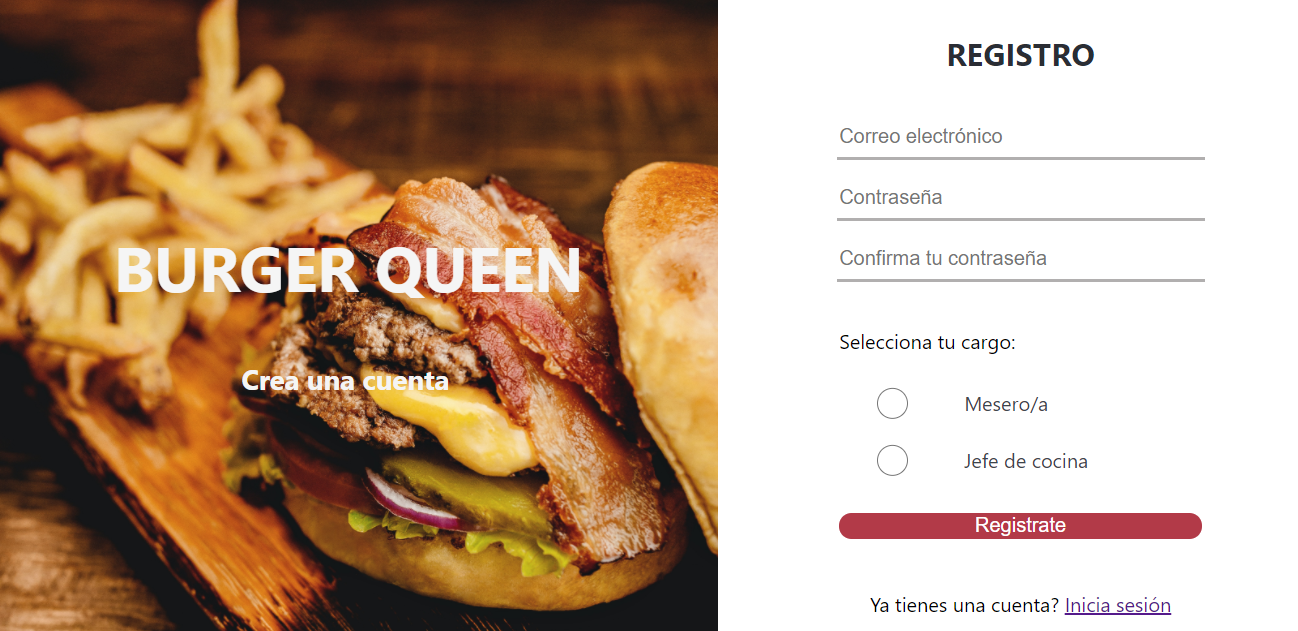 BURGER QUEEN
Crea una cuenta
REGISTRO
Correo electrónico
Contraseña
Confirma tu contraseña
Selecciona tu cargo:
Mesero/a
Jefe de cocina
Registrate
Ya tienes una cuenta? Inicia sesión